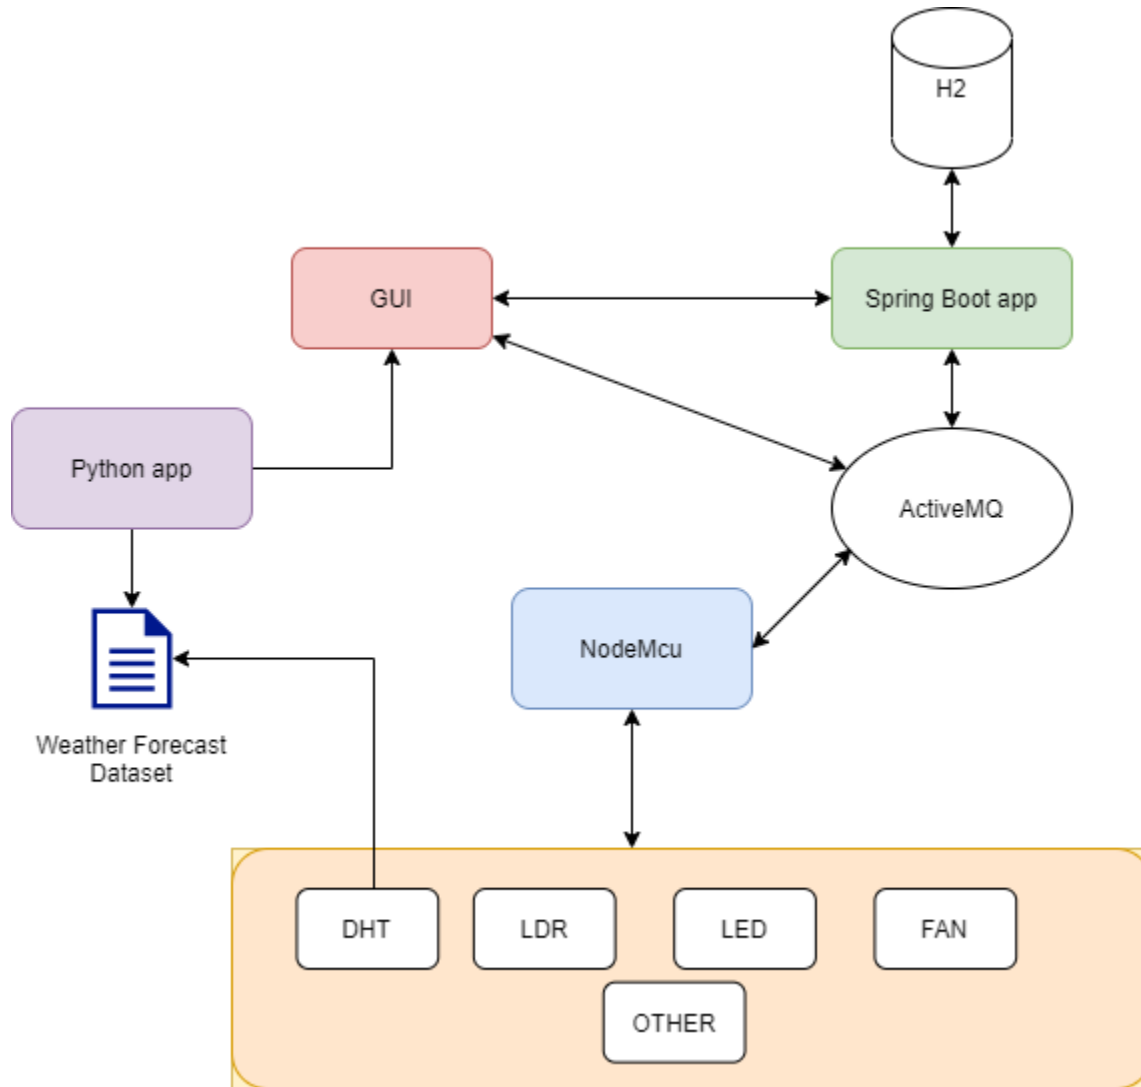 H2
GUI
Spring Boot app
Python app
ActiveMQ
NodeMcu
Weather Forecast
Dataset
DHT
LDR
LED
FAN
OTHER